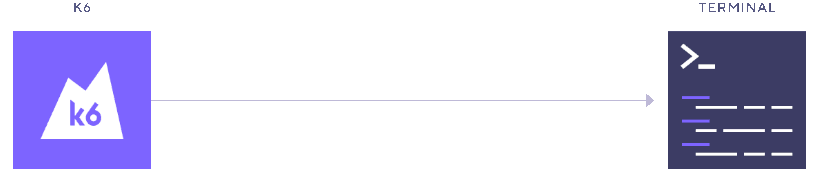 K6
TERMINAL
k6
>_